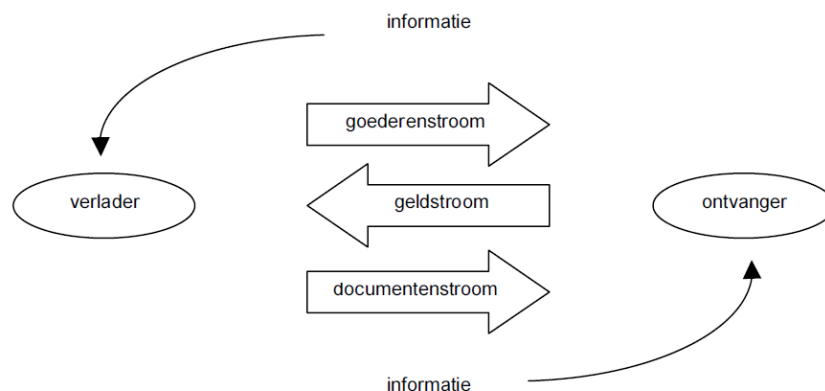 informatie
goederenstroom
verlader
geldstroom
ontvanger
documentenstroom
informatie